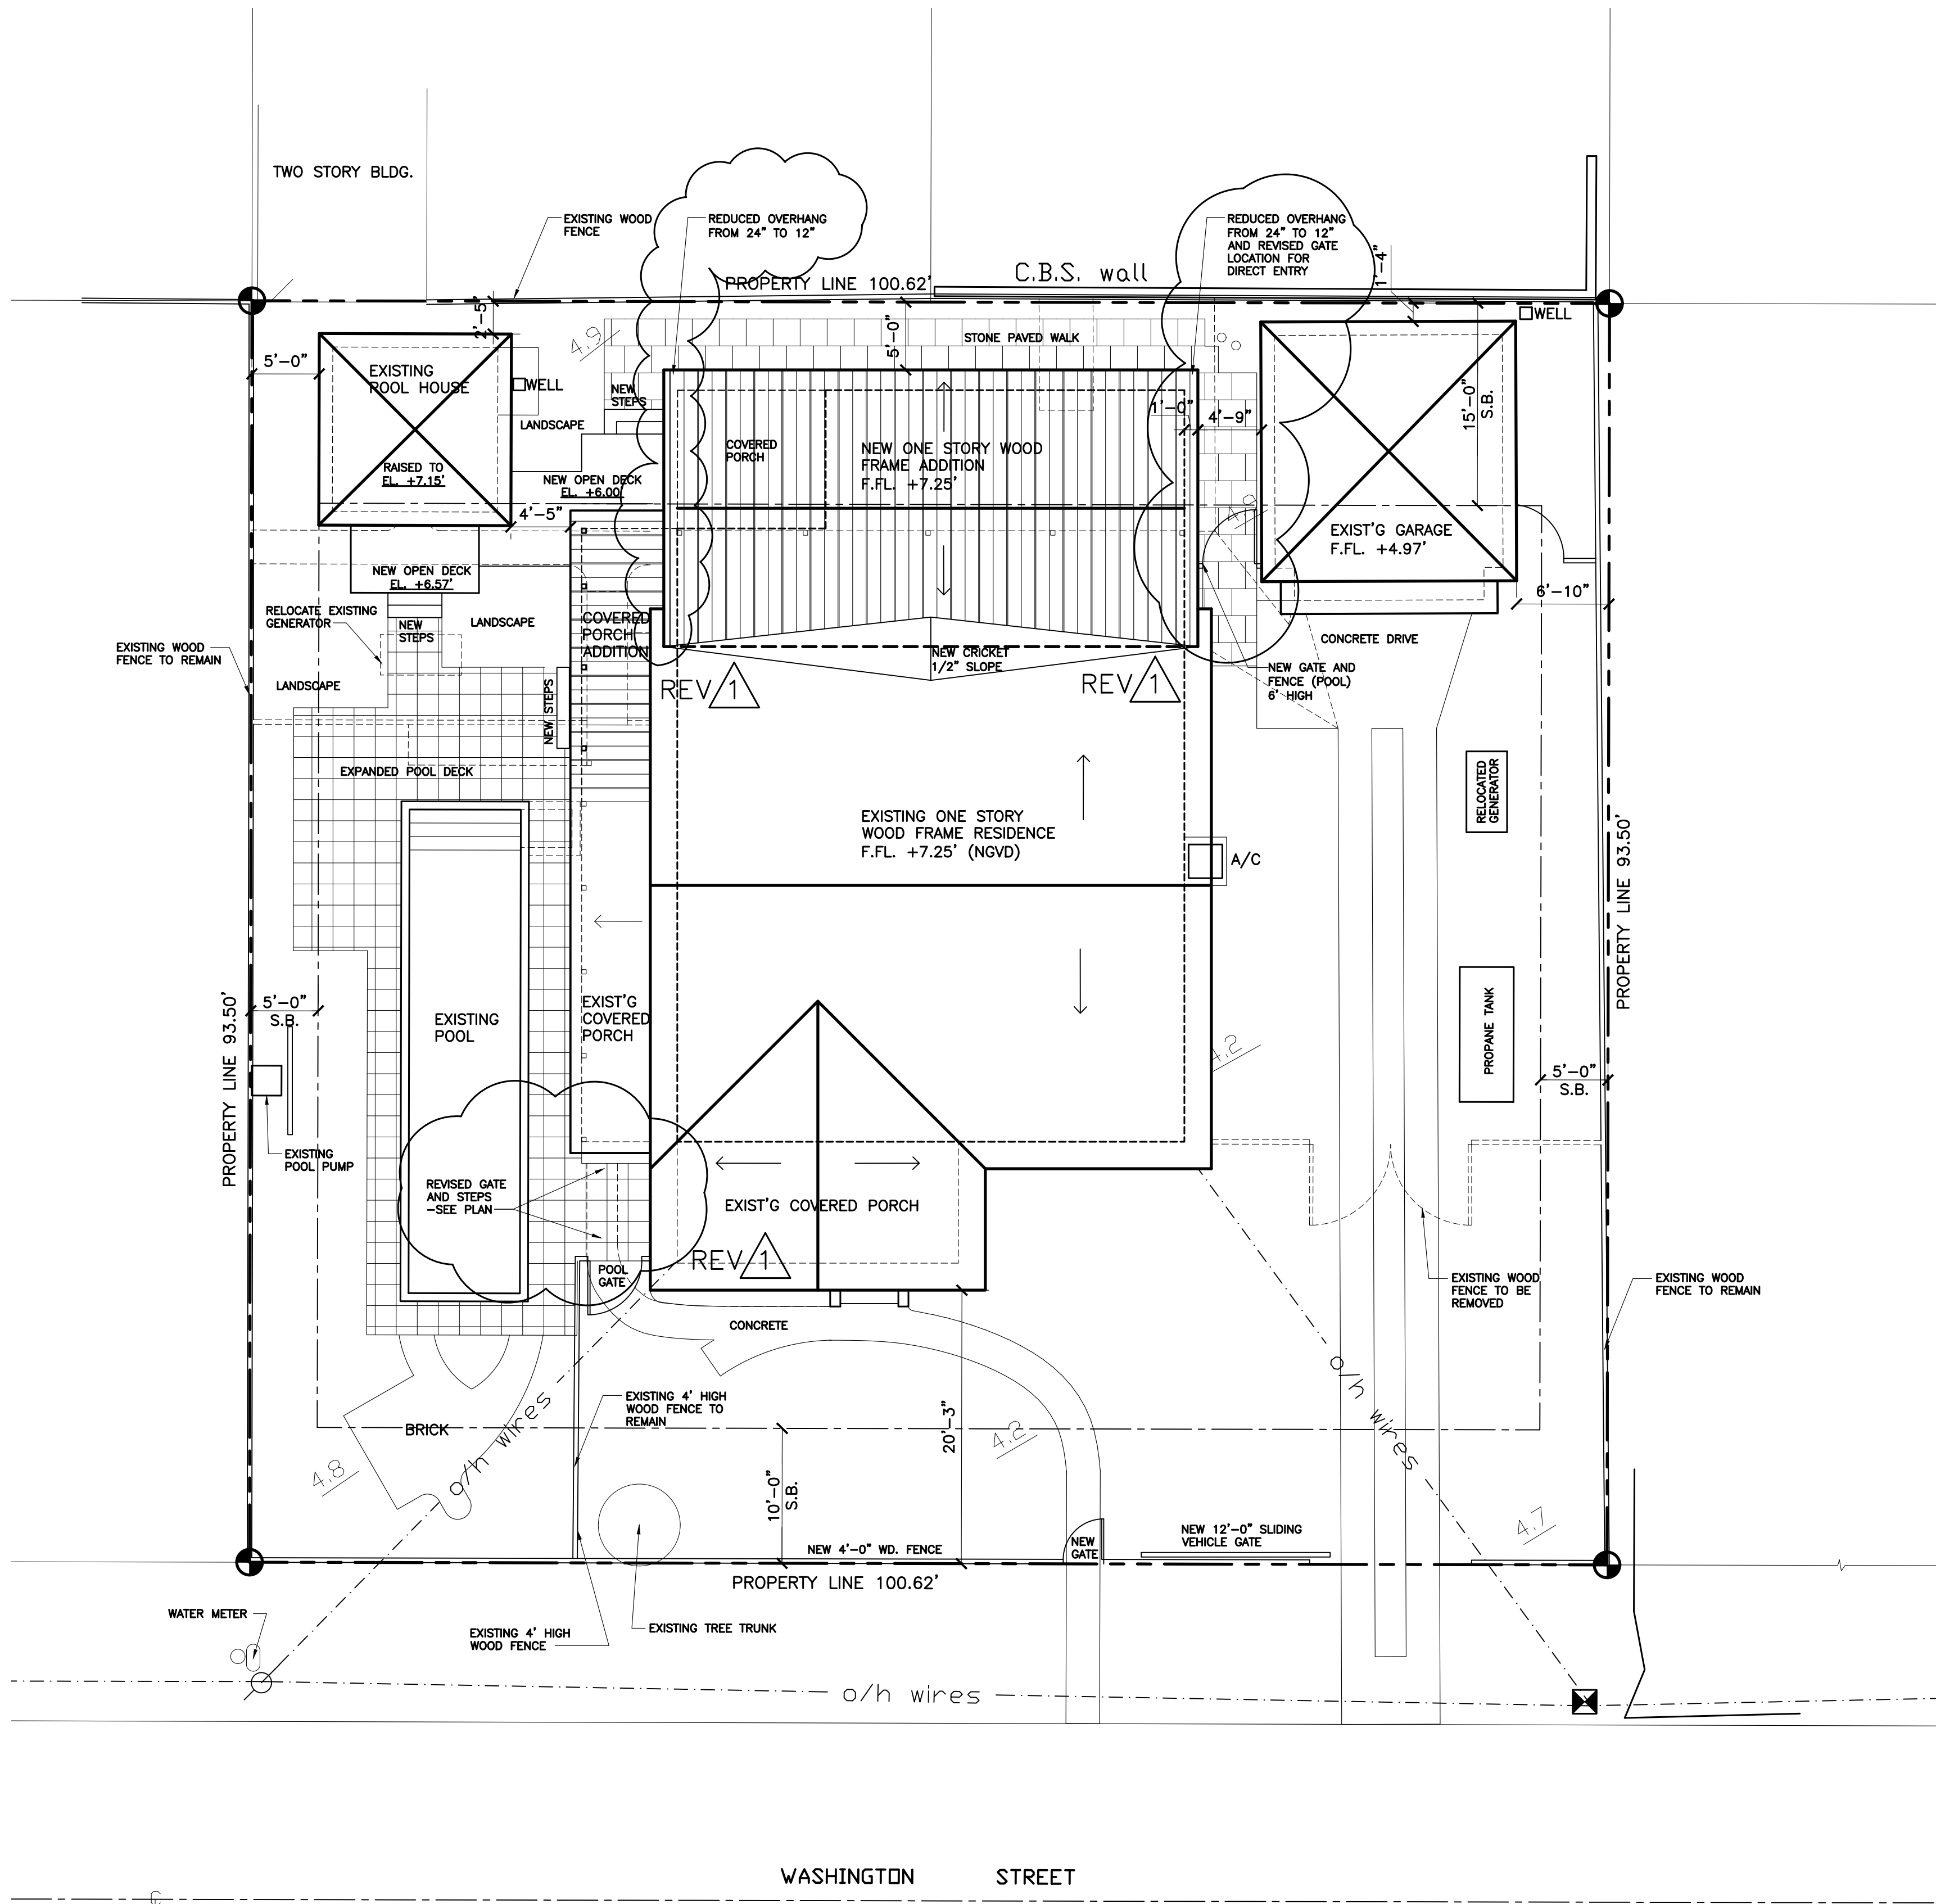 TWO STORY BLDG.
EXISTING WOOD
FENCE
REDUCED OVERHANG
FROM 24" TO 12"
REDUCED OVERHANG
FROM 24" TO 12"
AND REVISED GATE
LOCATION FOR
DIRECT ENTRY
1'-4"
C.B.S. wall
PROPERTY LINE 100.62'
WELL
2'-5"
4.9
5'-0"
STONE PAVED WALK
5'-0"
EXISTING
POOL HOUSE
WELL
NEW
STEPS
LANDSCAPE
1'-0"
4'-9"
15'-0"
S.B.
COVERED
PORCH
NEW ONE STORY WOOD
FRAME ADDITION
F.FL. +7.25'
RAISED TO
EL. +7.15'
NEW OPEN DECK
EL. +6.00'
4'-5"
EXIST'G GARAGE
F.FL. +4.97'
NEW OPEN DECK
EL. +6.57'
6'-10"
RELOCATE EXISTING
GENERATOR
NEW
STEPS
LANDSCAPE
COVERED
PORCH
ADDITION
CONCRETE DRIVE
EXISTING WOOD
FENCE TO REMAIN
NEW CRICKET
1/2" SLOPE
NEW GATE AND
FENCE (POOL)
6' HIGH
LANDSCAPE
REV 1
REV 1
NEW STEPS
EXPANDED POOL DECK
RELOCATED
GENERATOR
EXISTING ONE STORY
WOOD FRAME RESIDENCE
F.FL. +7.25' (NGVD)
A/C
PROPERTY LINE 93.50'
PROPERTY LINE 93.50'
5'-0"
S.B.
EXISTING
POOL
EXIST'G
COVERED
PORCH
4.2
PROPANE TANK
5'-0"
S.B.
EXISTING
POOL PUMP
REVISED GATE
AND STEPS
-SEE PLAN
EXIST'G COVERED PORCH
REV 1
POOL
GATE
EXISTING WOOD
FENCE TO BE
REMOVED
EXISTING WOOD
FENCE TO REMAIN
CONCRETE
o/h wires
EXISTING 4' HIGH
WOOD FENCE TO
REMAIN
20'-3"
4.2
o/h wires
BRICK
4.8
10'-0"
S.B.
4.7
NEW 4'-0" WD. FENCE
NEW
GATE
NEW 12'-0" SLIDING
VEHICLE GATE
PROPERTY LINE 100.62'
WATER METER
EXISTING 4' HIGH
WOOD FENCE
EXISTING TREE TRUNK
o/h wires
WASHINGTON STREET